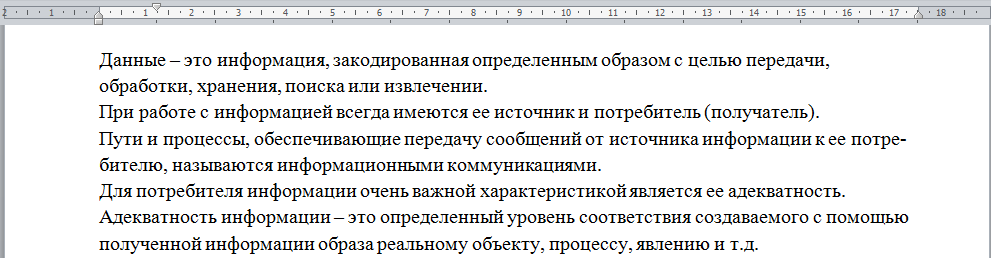 2 1 1 2 3 4 5 6 7 8 9 10 11 12 13 14 15 16 17 18
Данные – это информация, закодированная определенным образом с целью передачи,
обработки, хранения, поиска или извлечении.
При работе с информацией всегда имеются ее источник и потребитель (получатель).
Пути и процессы, обеспечивающие передачу сообщений от источника информации к ее потре-
бителю, называются информационными коммуникациями.
Для потребителя информации очень важной характеристикой является ее адекватность.
Адекватность информации – это определенный уровень соответствия создаваемого с помощью
полученной информации образа реальному объекту, процессу, явлению и т.д.